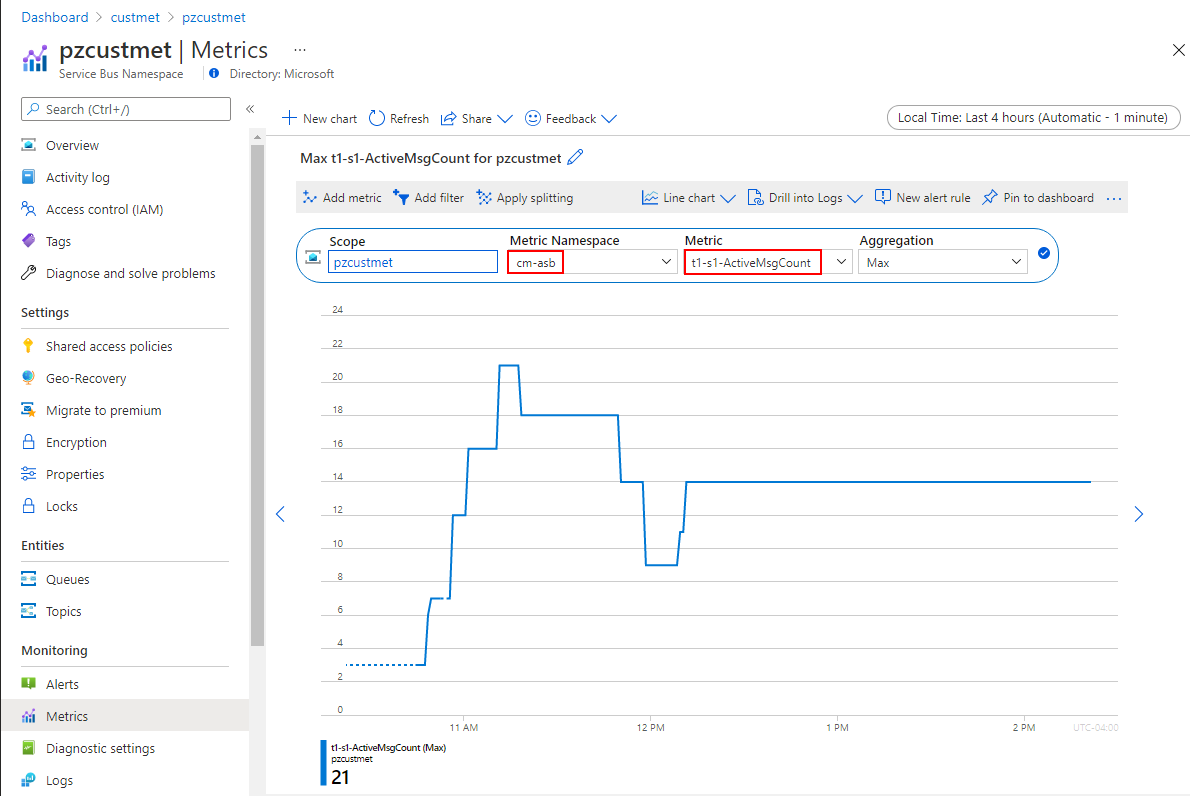 Dashboard > custmet > pzcustmet
pzcustmet | Metrics ...
Service Bus Namespace
Directory: Microsoft
Search (Ctrl+/)
Overview
Activity log
Access control (IAM)
Tags
Diagnose and solve problems
Settings
Shared access policies
Geo-Recovery
Migrate to premium
Encryption
Properties
Locks
Entities
Queues
Topics
Monitoring
Alerts
Metrics
Diagnostic settings
Logs
New chart Refresh Share Feedback
Local Time: Last 4 hours (Automatic - 1 minute)
Max t1-s1-ActiveMsgCount for pzcustmet
Add metric Add filter Apply splitting Line chart Drill into Logs New alert rule Pin to dashboard ...
Scope Metric Namespace Metric Aggregation
pzcustmet cm-asb t1-s1-ActiveMsgCount Max
24
22
20
18
16
14
12
10
8
6
4
2
0
11 AM 12 PM 1 PM 2 PM UTC-04:00
t1-s1-ActiveMsgCount (Max)
pzcustmet
21